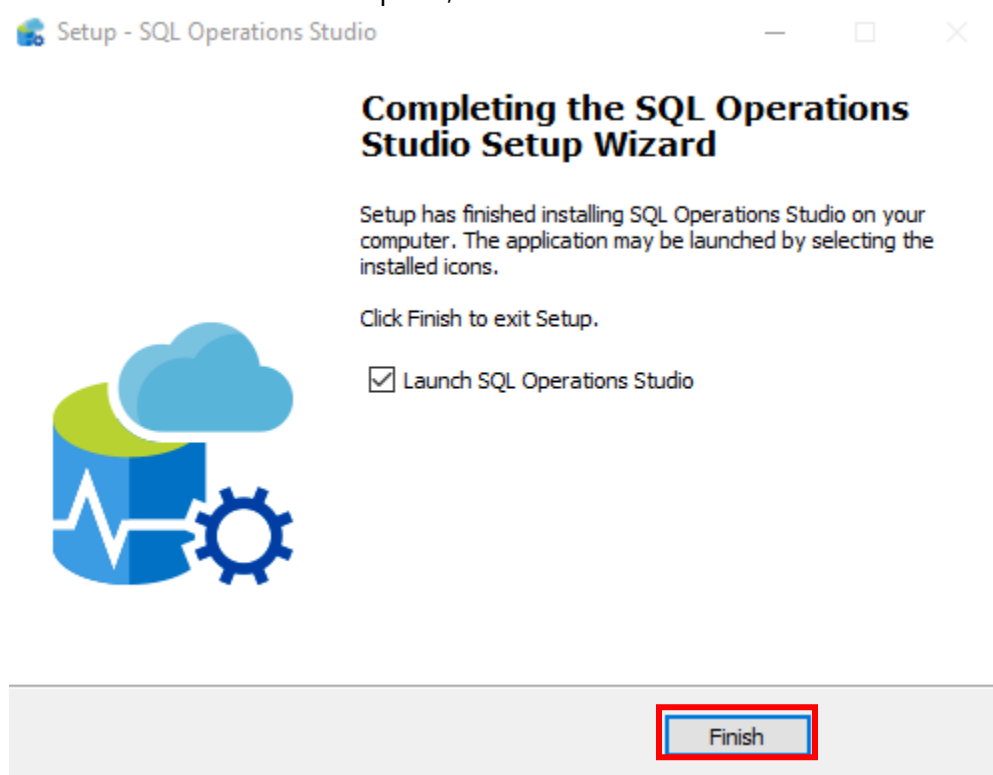 Setup - SQL Operations Studio
Completing the SQL Operations
Studio Setup Wizard
Setup has finished installing SQL Operations Studio on your
computer. The application may be launched by selecting the
installed icons.
Click Finish to exit Setup.
Launch SQL Operations Studio
Finish